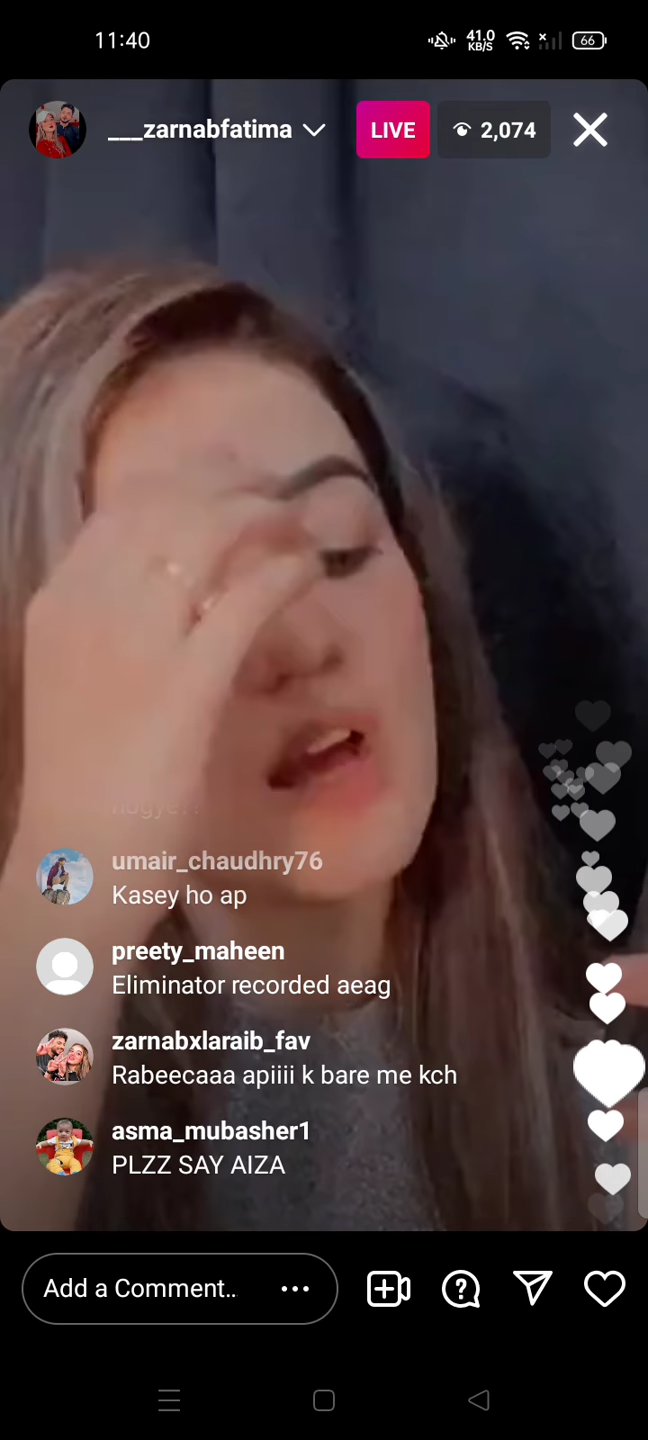 11:40
41.0
KB/S
66
___zarnabfatima
LIVE
2,074
umair_chaudhry76
Kasey ho ap
preety_maheen
Eliminator recorded aeag
zarnabxlaraib_fav
Rabeecaaa apiiii k bare me kch
asma_mubasher1
PLZZ SAY AIZA
Add a Comment..